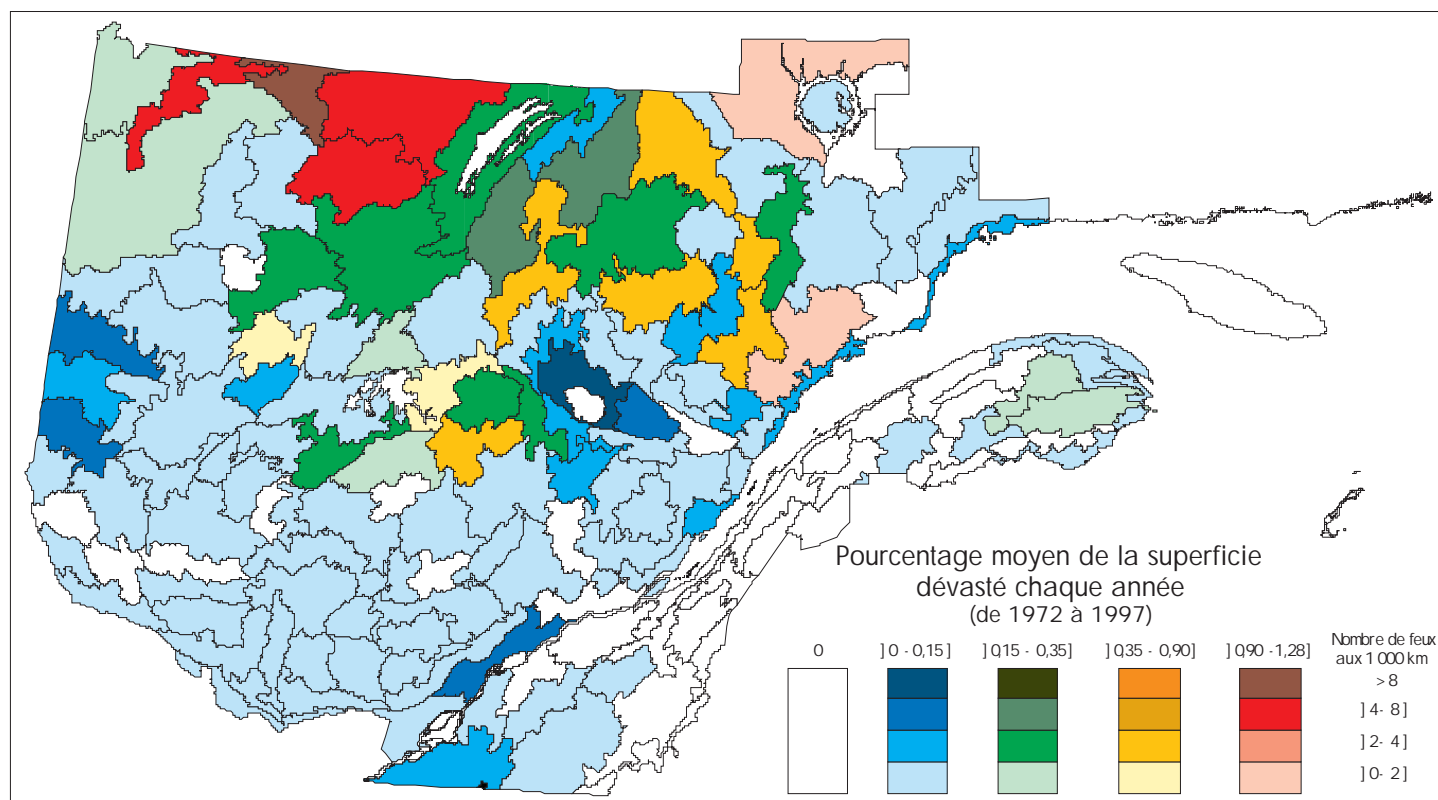 Pourcentage moyen de la superficie
dévasté chaque année
(de 1972 à 1997)
0 ] 0 - 0,15] ] 0,15 - 0,35] ] 0,35 - 0,90] ] 0,90 - 1,28] Nombre de feux
aux 1 000 km
> 8
] 4 - 8 ]
] 2 - 4 ]
] 0 - 2 ]